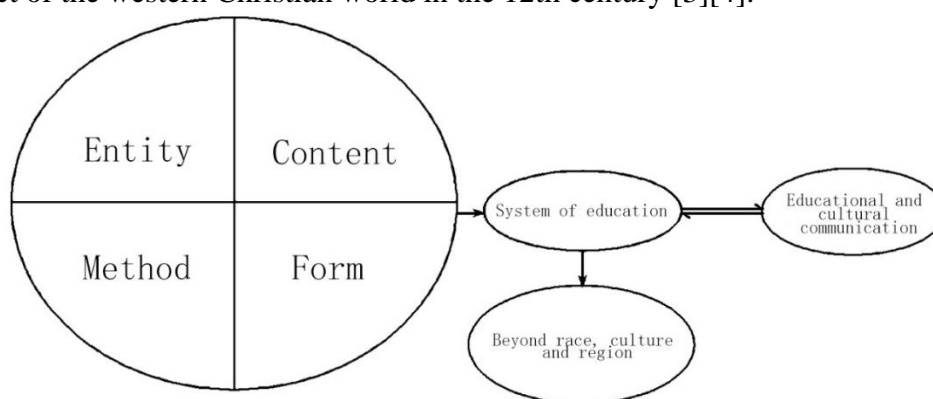 of the western Christian world in the 12th century [3][4].
Entity
Content
Method
Form
System of education
Educational and
cultural
communication
Beyond race, culture
and region